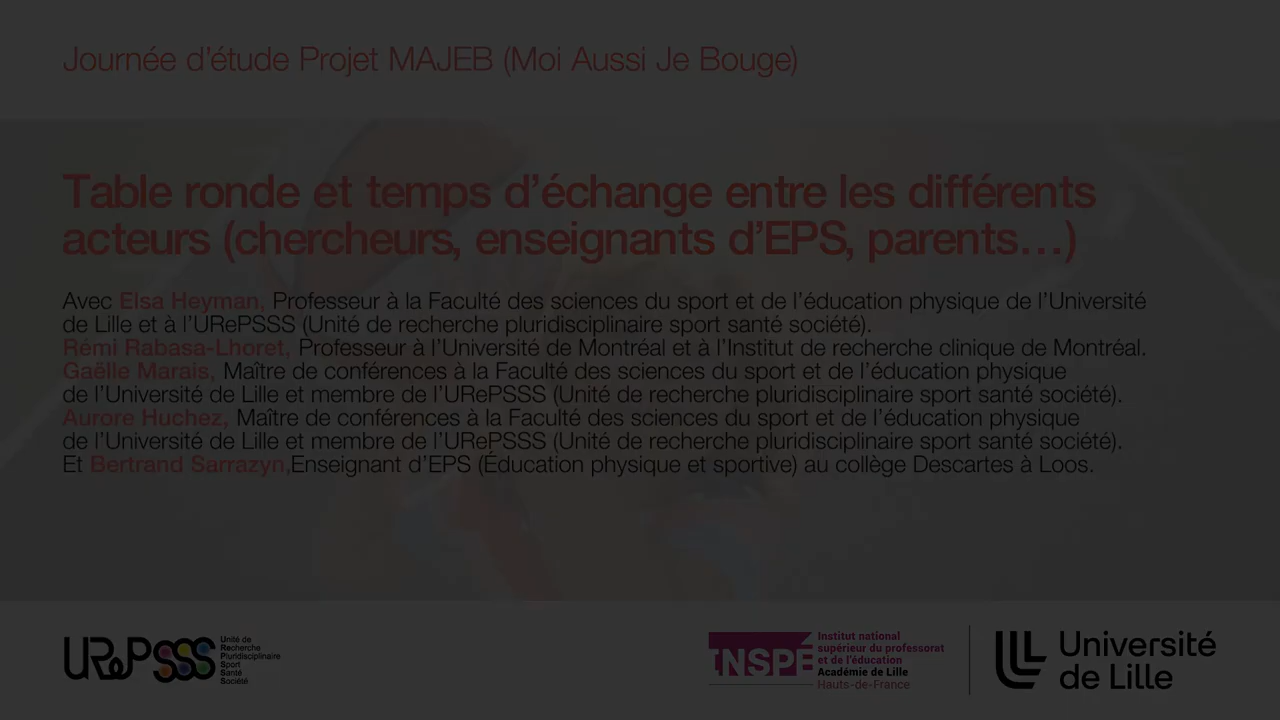 Journée d'étude Projet MAJEB (Moi Aussi Je Bouge)
Table ronde et temps d'échange entre les différents
acteurs (chercheurs, enseignants d'EPS, parents…)
Avec Elsa Heyman, Professeur à la Faculté des sciences du sport et de l'éducation physique de l'Université
de Lille et à l'URePSSS (Unité de recherche pluridisciplinaire sport santé société).
Rémi Rabasa-Lhoret, Professeur à l'Université de Montréal et à l'Institut de recherche clinique de Montréal.
Gaëlle Marais, Maître de conférences à la Faculté des sciences du sport et de l'éducation physique
de l'Université de Lille et membre de l'URePSSS (Unité de recherche pluridisciplinaire sport santé société).
Aurore Huchez, Maître de conférences à la Faculté des sciences du sport et de l'éducation physique
de l'Université de Lille et membre de l'URePSSS (Unité de recherche pluridisciplinaire sport santé société).
Et Bertrand Sarrazyn,Enseignant d'EPS (Éducation physique et sportive) au collège Descartes à Loos.
URePSSS
Unité de
Recherche
Pluridisciplinaire
Sport
Santé
Société
INSPÉ
Institut national
supérieur du professorat
et de l'éducation
Académie de Lille
Hauts-de-France
Université
de Lille